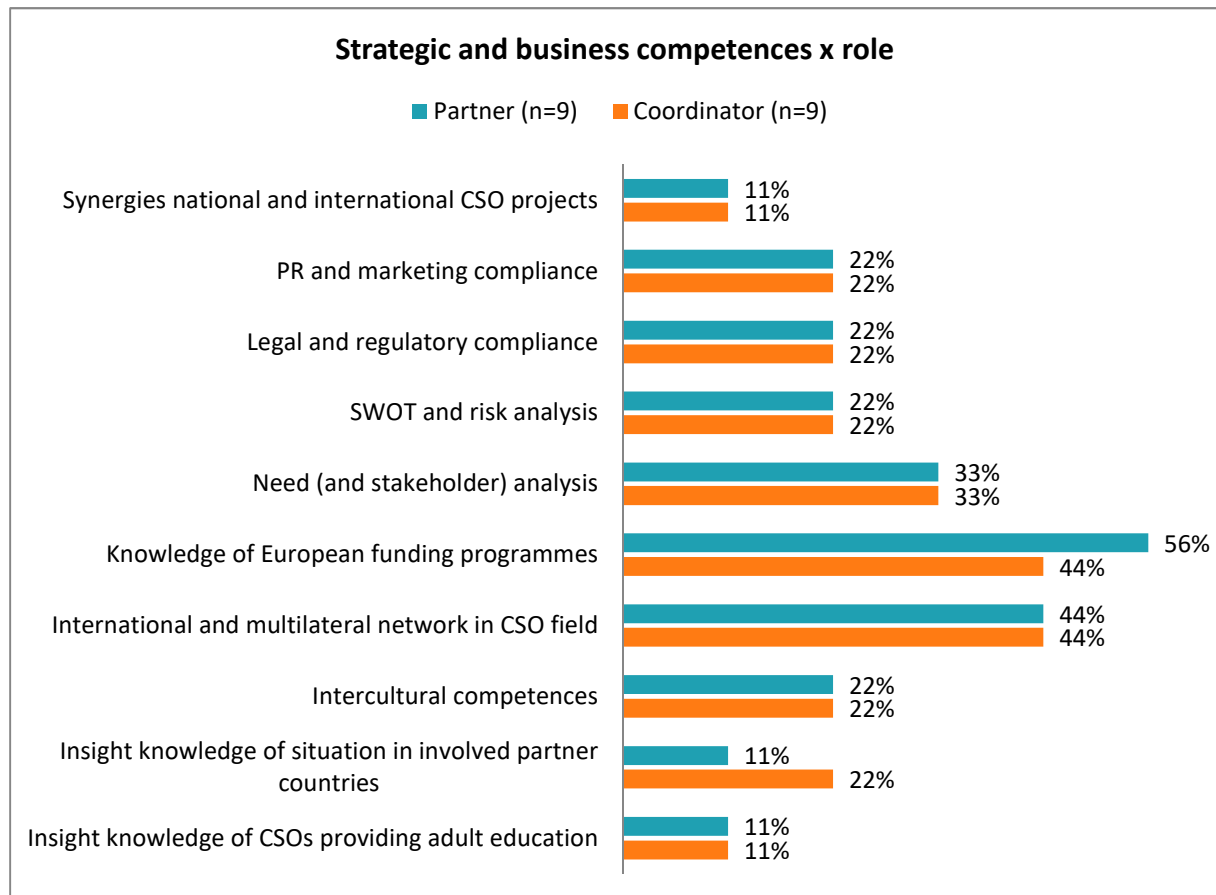 Strategic and business competences x role
Partner (n=9) Coordinator (n=9)
Synergies national and international CSO projects
11%
11%
PR and marketing compliance
22%
22%
Legal and regulatory compliance
22%
22%
SWOT and risk analysis
22%
22%
Need (and stakeholder) analysis
33%
33%
Knowledge of European funding programmes
56%
44%
International and multilateral network in CSO field
44%
44%
Intercultural competences
22%
22%
Insight knowledge of situation in involved partner
countries
11%
22%
Insight knowledge of CSOs providing adult education
11%
11%